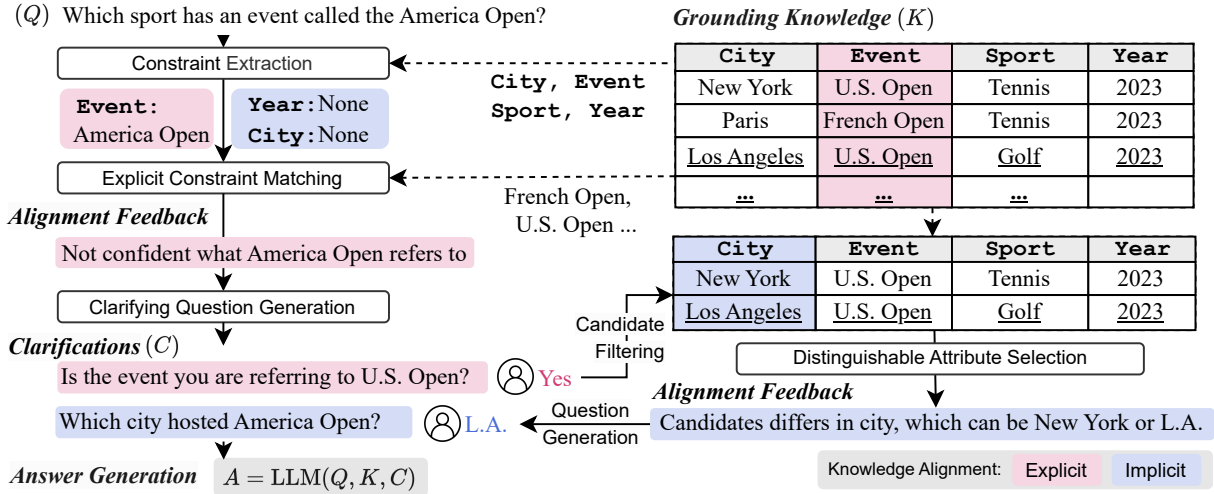 (Q) Which sport has an event called the America Open?
Constraint Extraction
Event:
America Open
Year: None
City: None
Explicit Constraint Matching
Alignment Feedback
Not confident what America Open refers to
Clarifying Question Generation
Clarifications (C)
Is the event you are referring to U.S. Open?
Yes
Which city hosted America Open?
L.A.
Answer Generation A = LLM(Q, K, C)
City, Event
Sport, Year
French Open,
U.S. Open ...
Candidate
Filtering
Question
Generation
Grounding Knowledge (K)
City Event Sport Year
New York U.S. Open Tennis 2023
Paris French Open Tennis 2023
Los Angeles U.S. Open Golf 2023
... ... ...
City Event Sport Year
New York U.S. Open Tennis 2023
Los Angeles U.S. Open Golf 2023
Distinguishable Attribute Selection
Alignment Feedback
Candidates differs in city, which can be New York or L.A.
Knowledge Alignment: Explicit Implicit